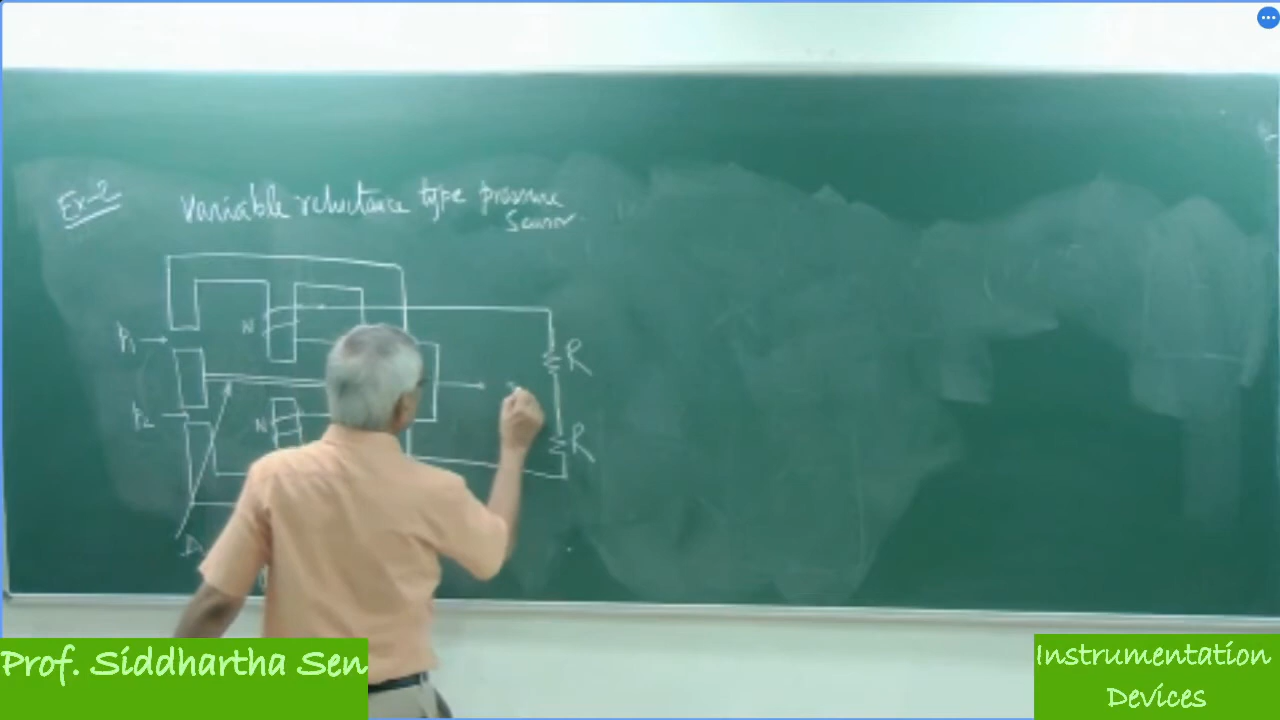 Ex-2
Variable reluctance type pressure
Sensor
N
P1
R
P2
N
R
D
Prof. Siddhartha Sen
Instrumentation
Devices